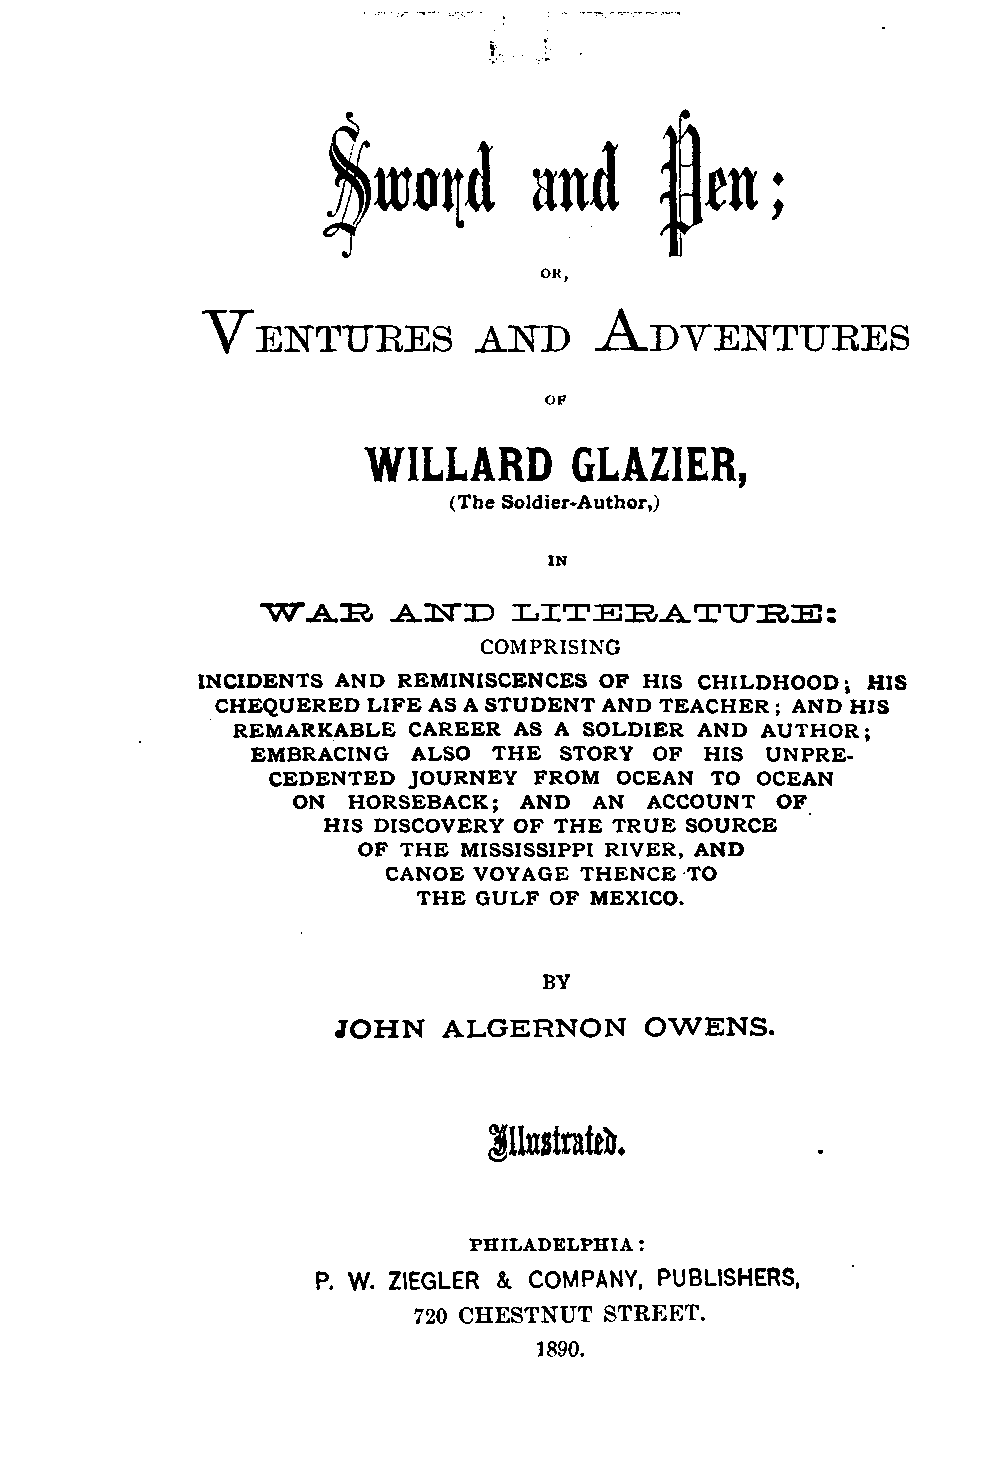 Sword and Pen;
OR,
VENTURES AND ADVENTURES
OF
WILLARD GLAZIER,
(The Soldier-Author,)
IN
WAR AND LITERATURE:
COMPRISING
INCIDENTS AND REMINISCENCES OF HIS CHILDHOOD; HIS
CHEQUERED LIFE AS A STUDENT AND TEACHER; AND HIS
REMARKABLE CAREER AS A SOLDIER AND AUTHOR;
EMBRACING ALSO THE STORY OF HIS UNPRE-
CEDENTED JOURNEY FROM OCEAN TO OCEAN
ON HORSEBACK; AND AN ACCOUNT OF
HIS DISCOVERY OF THE TRUE SOURCE
OF THE MISSISSIPPI RIVER, AND
CANOE VOYAGE THENCE TO
THE GULF OF MEXICO.
BY
JOHN ALGERNON OWENS.
Illustrated.
PHILADELPHIA:
P. W. ZIEGLER & COMPANY, PUBLISHERS,
720 CHESTNUT STREET.
1890.